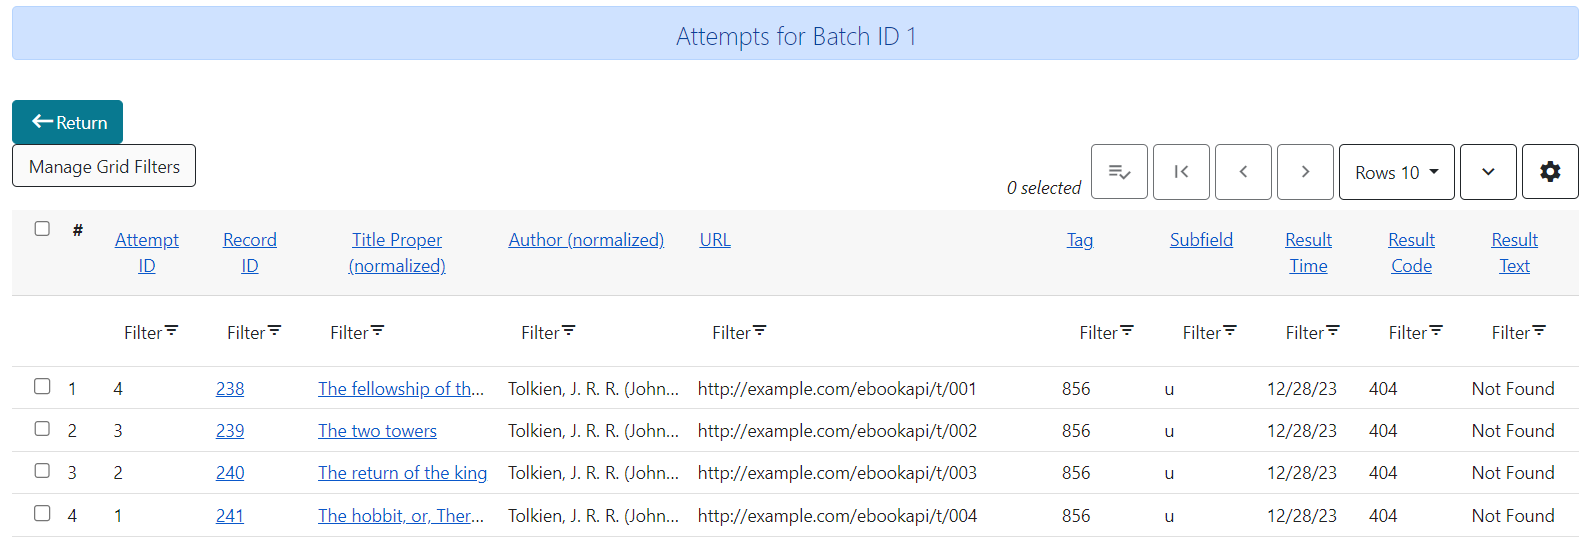 Attempts for Batch ID 1
Return
Manage Grid Filters
0 selected
Rows 10
# Attempt ID Record ID Title Proper (normalized) Author (normalized) URL Tag Subfield Result Time Result Code Result Text
Filter Filter Filter Filter Filter Filter Filter Filter Filter Filter
1 4 238 The fellowship of th... Tolkien, J. R. R. (John... http://example.com/ebookapi/t/001 856 u 12/28/23 404 Not Found
2 3 239 The two towers Tolkien, J. R. R. (John... http://example.com/ebookapi/t/002 856 u 12/28/23 404 Not Found
3 2 240 The return of the king Tolkien, J. R. R. (John... http://example.com/ebookapi/t/003 856 u 12/28/23 404 Not Found
4 1 241 The hobbit, or, Ther... Tolkien, J. R. R. (John... http://example.com/ebookapi/t/004 856 u 12/28/23 404 Not Found